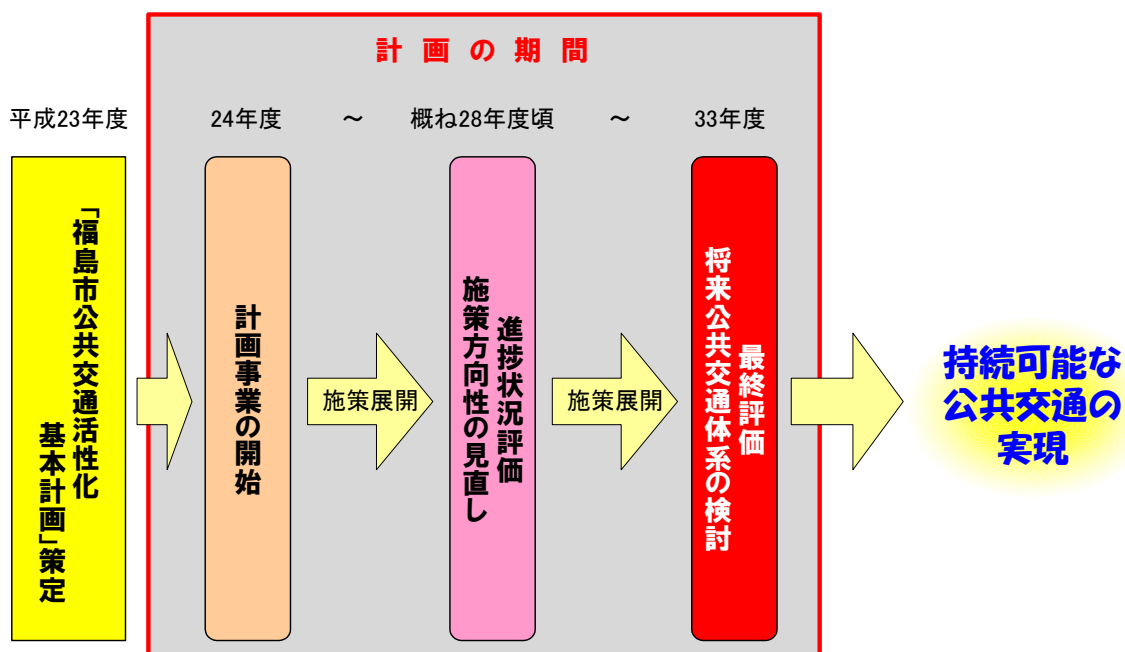 計画の期間
平成23年度
24年度
～
概ね28年度頃
～
33年度
「福島市公共交通活性化
基本計画」策定
計画事業の開始
施策展開
進捗状況評価
施策方向性の見直し
施策展開
最終評価
将来公共交通体系の検討
持続可能な
公共交通の
実現